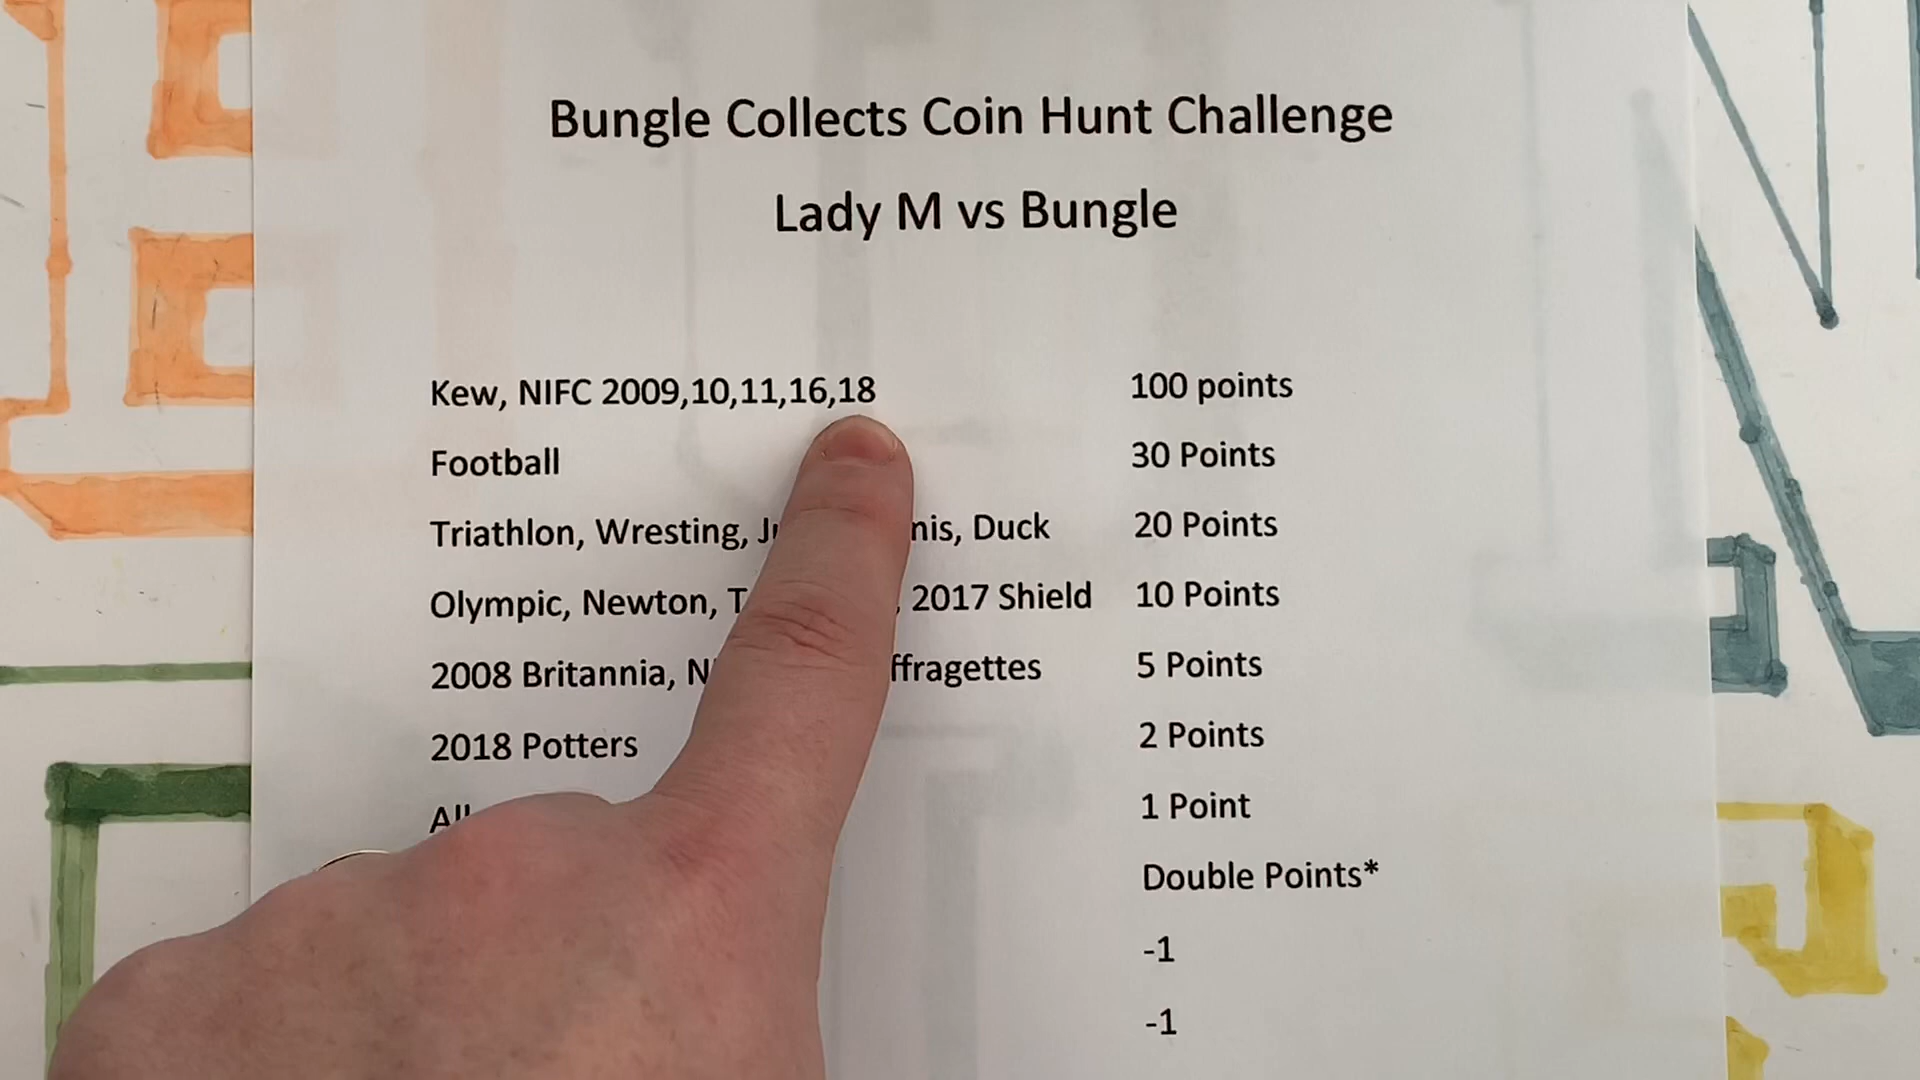 Bungle Collects Coin Hunt Challenge
Lady M vs Bungle
Kew, NIFC 2009,10,11,16,18 100 points
Football 30 Points
Triathlon, Wresting, Duck 20 Points
Olympic, Newton, 2017 Shield 10 Points
2008 Britannia, 5 Points
2018 Potters 2 Points
1 Point
Double Points*
-1
-1